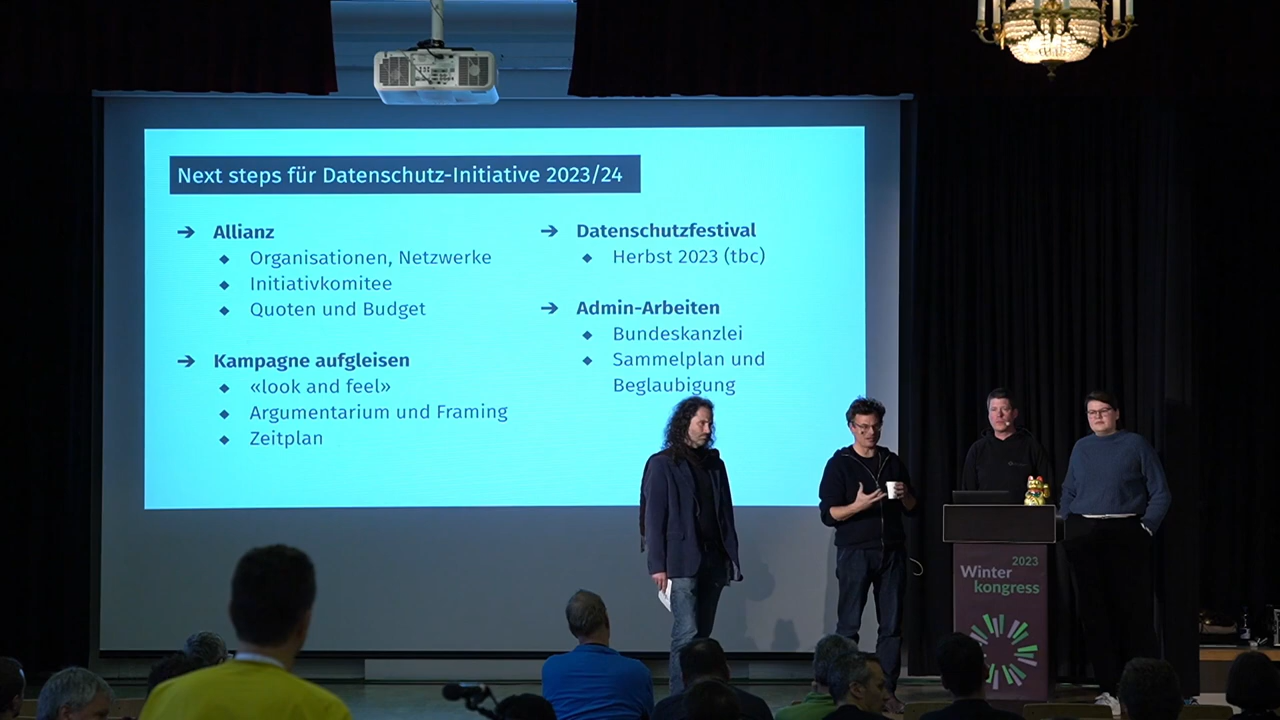 Next steps für Datenschutz-Initiative 2023/24
➔ Allianz
◆ Organisationen, Netzwerke
◆ Initiativkomitee
◆ Quoten und Budget
➔ Kampagne aufgleisen
◆ «look and feel»
◆ Argumentarium und Framing
◆ Zeitplan
➔ Datenschutzfestival
◆ Herbst 2023 (tbc)
➔ Admin-Arbeiten
◆ Bundeskanzlei
◆ Sammelplan und
Beglaubigung
2023
Winter
kongress